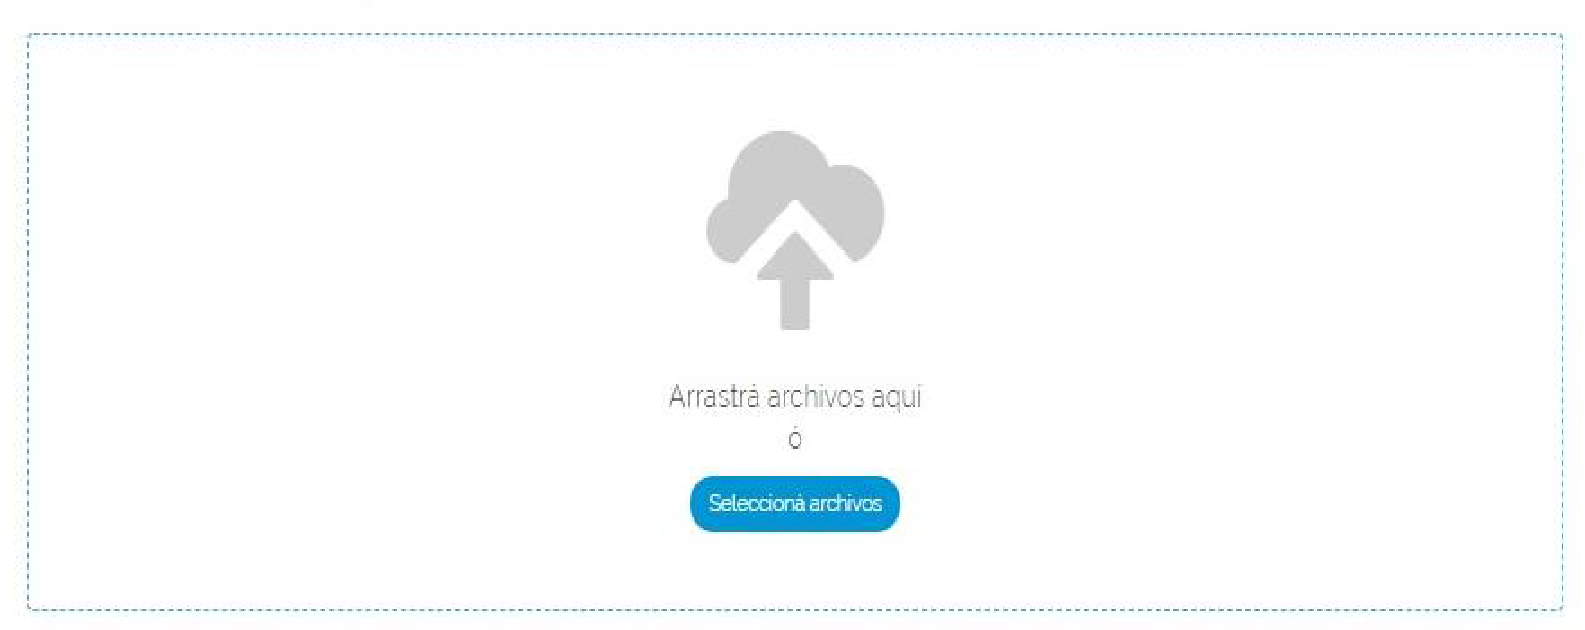 Arrastrá archivos aquí
ó
Seleccioná archivos